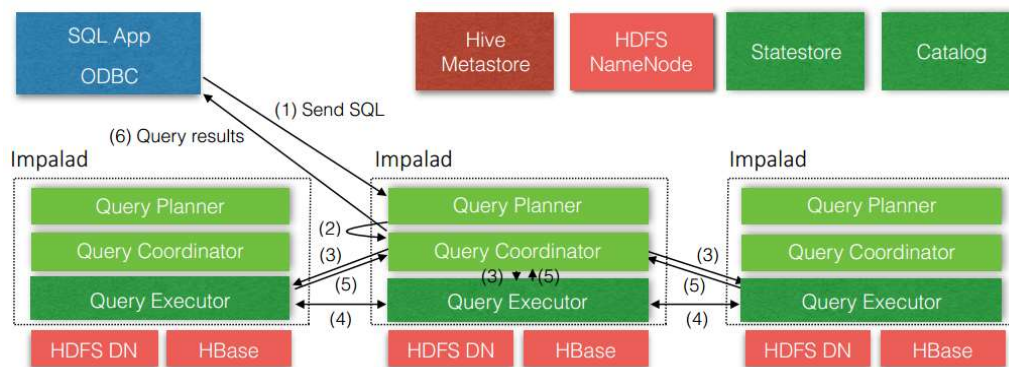 SQL App
ODBC
Hive
Metastore
HDFS
NameNode
Statestore
Catalog
(1) Send SQL
(6) Query results
Impalad
Impalad
Impalad
Query Planner
Query Planner
Query Planner
(2)
Query Coordinator
Query Coordinator
Query Coordinator
(3)
(3)
(5)
(3)
(5)
(5)
Query Executor
Query Executor
Query Executor
(4)
(4)
HDFS DN
HBase
HDFS DN
HBase
HDFS DN
HBase